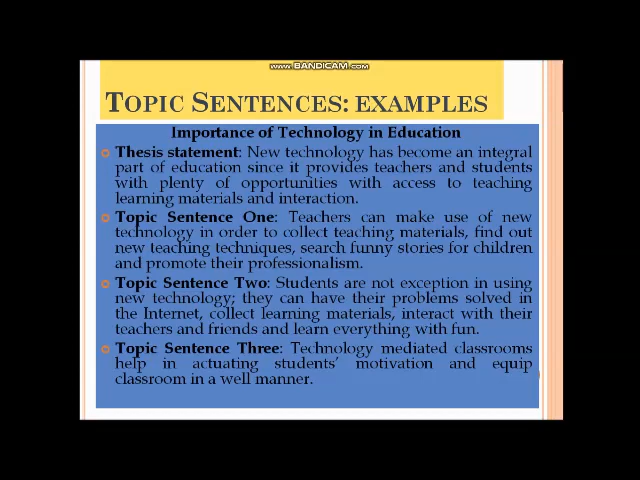 www.BANDICAM.com
TOPIC SENTENCES: EXAMPLES
Importance of Technology in Education
Thesis statement: New technology has become an integral
part of education since it provides teachers and students
with plenty of opportunities with access to teaching
learning materials and interaction.
Topic Sentence One: Teachers can make use of new
technology in order to collect teaching materials, find out
new teaching techniques, search funny stories for children
and promote their professionalism.
Topic Sentence Two: Students are not exception in using
new technology; they can have their problems solved in
the Internet, collect learning materials, interact with their
teachers and friends and learn everything with fun.
Topic Sentence Three: Technology mediated classrooms
help in actuating students’ motivation and equip
classroom in a well manner.